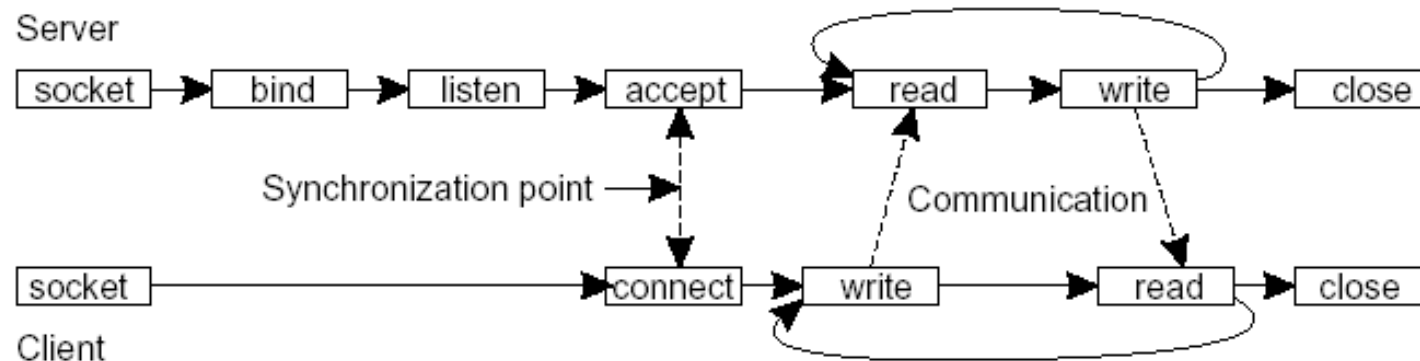 Server
socket bind listen accept read write close
Synchronization point Communication
socket connect write read close
Client